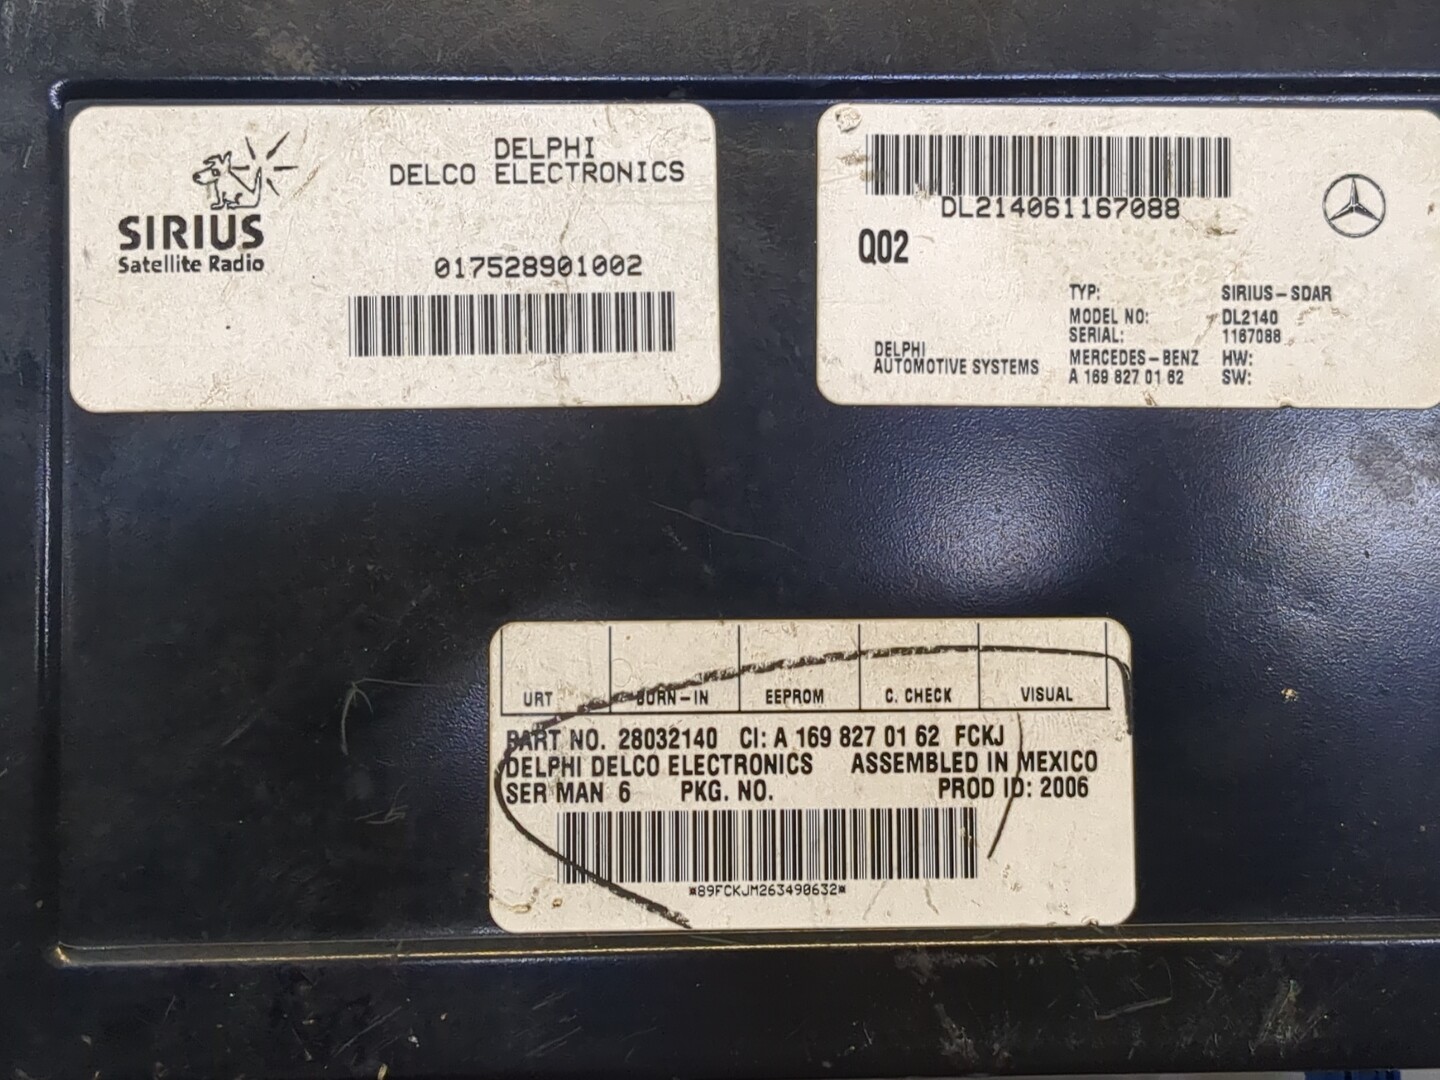 SIRIUS
Satellite Radio
DELPHI
DELCO ELECTRONICS
017528901002
DL214061167088
Q02
DELPHI
AUTOMOTIVE SYSTEMS
TYP: SIRIUS-SDAR
MODEL NO: DL2140
SERIAL: 1167088
MERCEDES-BENZ HW:
A 169 827 01 62 SW:
URT BURN-IN EEPROM C. CHECK VISUAL
PART NO. 28032140 CI: A 169 827 01 62 FCKJ
DELPHI DELCO ELECTRONICS ASSEMBLED IN MEXICO
SER MAN 6 PKG. NO. PROD ID: 2006
*89FCKJM263490632*